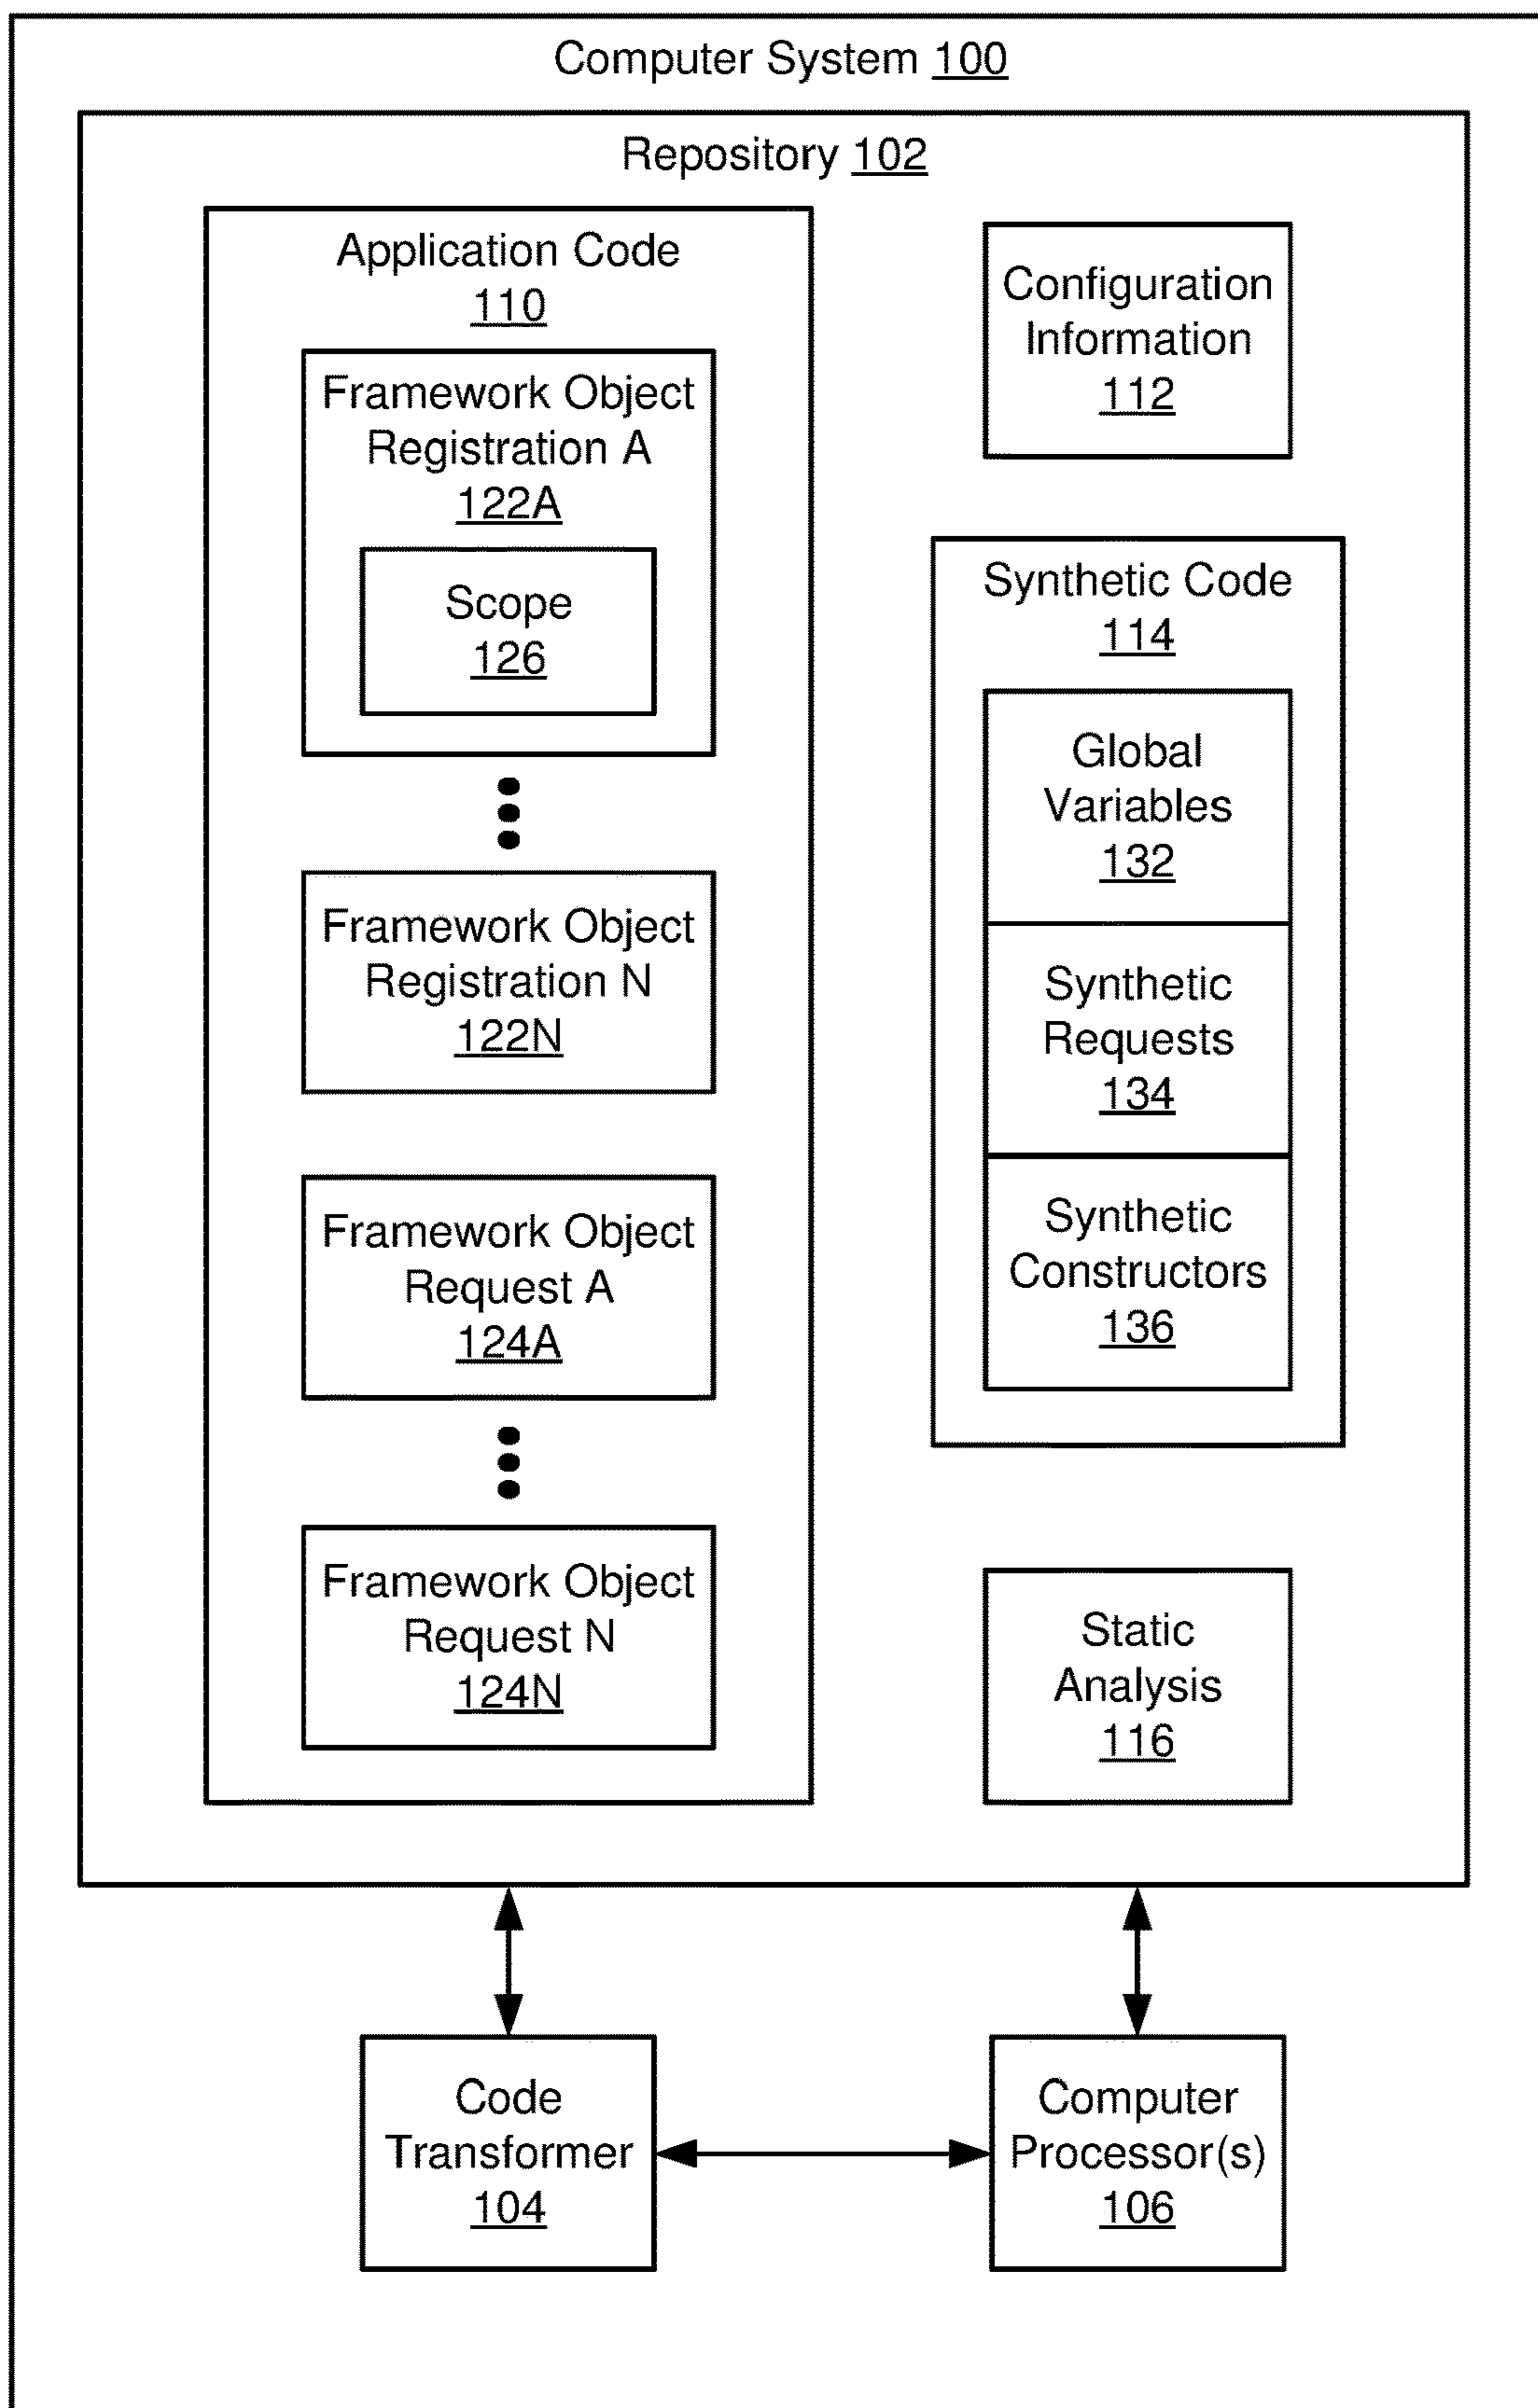 Computer System 100
Repository 102
Application Code
110
Framework Object
Registration A
122A
Scope
126
Framework Object
Registration N
122N
Framework Object
Request A
124A
Framework Object
Request N
124N
Configuration
Information
112
Synthetic Code
114
Global
Variables
132
Synthetic
Requests
134
Synthetic
Constructors
136
Static
Analysis
116
Code
Transformer
104
Computer
Processor(s)
106